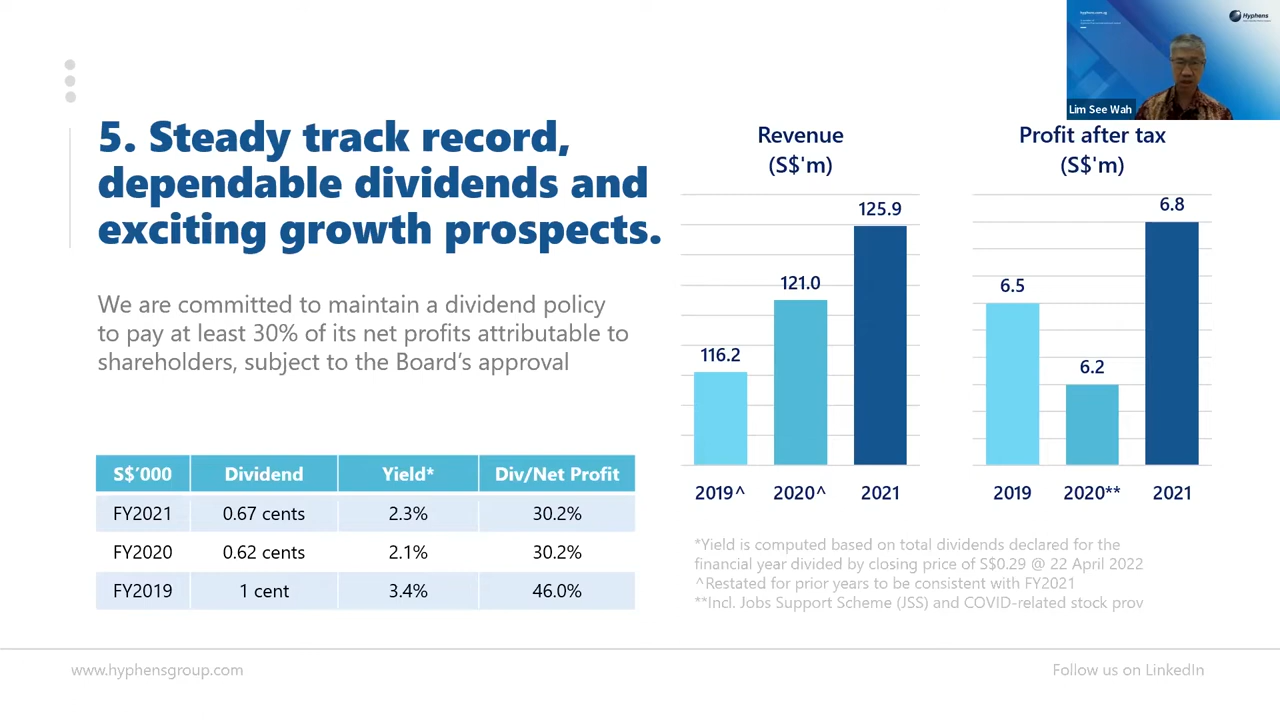 hyphens.com.sg
Hyphens
Lim See Wah
5. Steady track record,
dependable dividends and
exciting growth prospects.
We are committed to maintain a dividend policy
to pay at least 30% of its net profits attributable to
shareholders, subject to the Board’s approval
S$’000 Dividend Yield* Div/Net Profit
FY2021 0.67 cents 2.3% 30.2%
FY2020 0.62 cents 2.1% 30.2%
FY2019 1 cent 3.4% 46.0%
Revenue
(S$'m)
125.9
121.0
116.2
2019^ 2020^ 2021
Profit after tax
(S$'m)
6.8
6.5
6.2
2019 2020** 2021
*Yield is computed based on total dividends declared for the
financial year divided by closing price of S$0.29 @ 22 April 2022
^Restated for prior years to be consistent with FY2021
**Incl. Jobs Support Scheme (JSS) and COVID-related stock prov
www.hyphensgroup.com
Follow us on LinkedIn